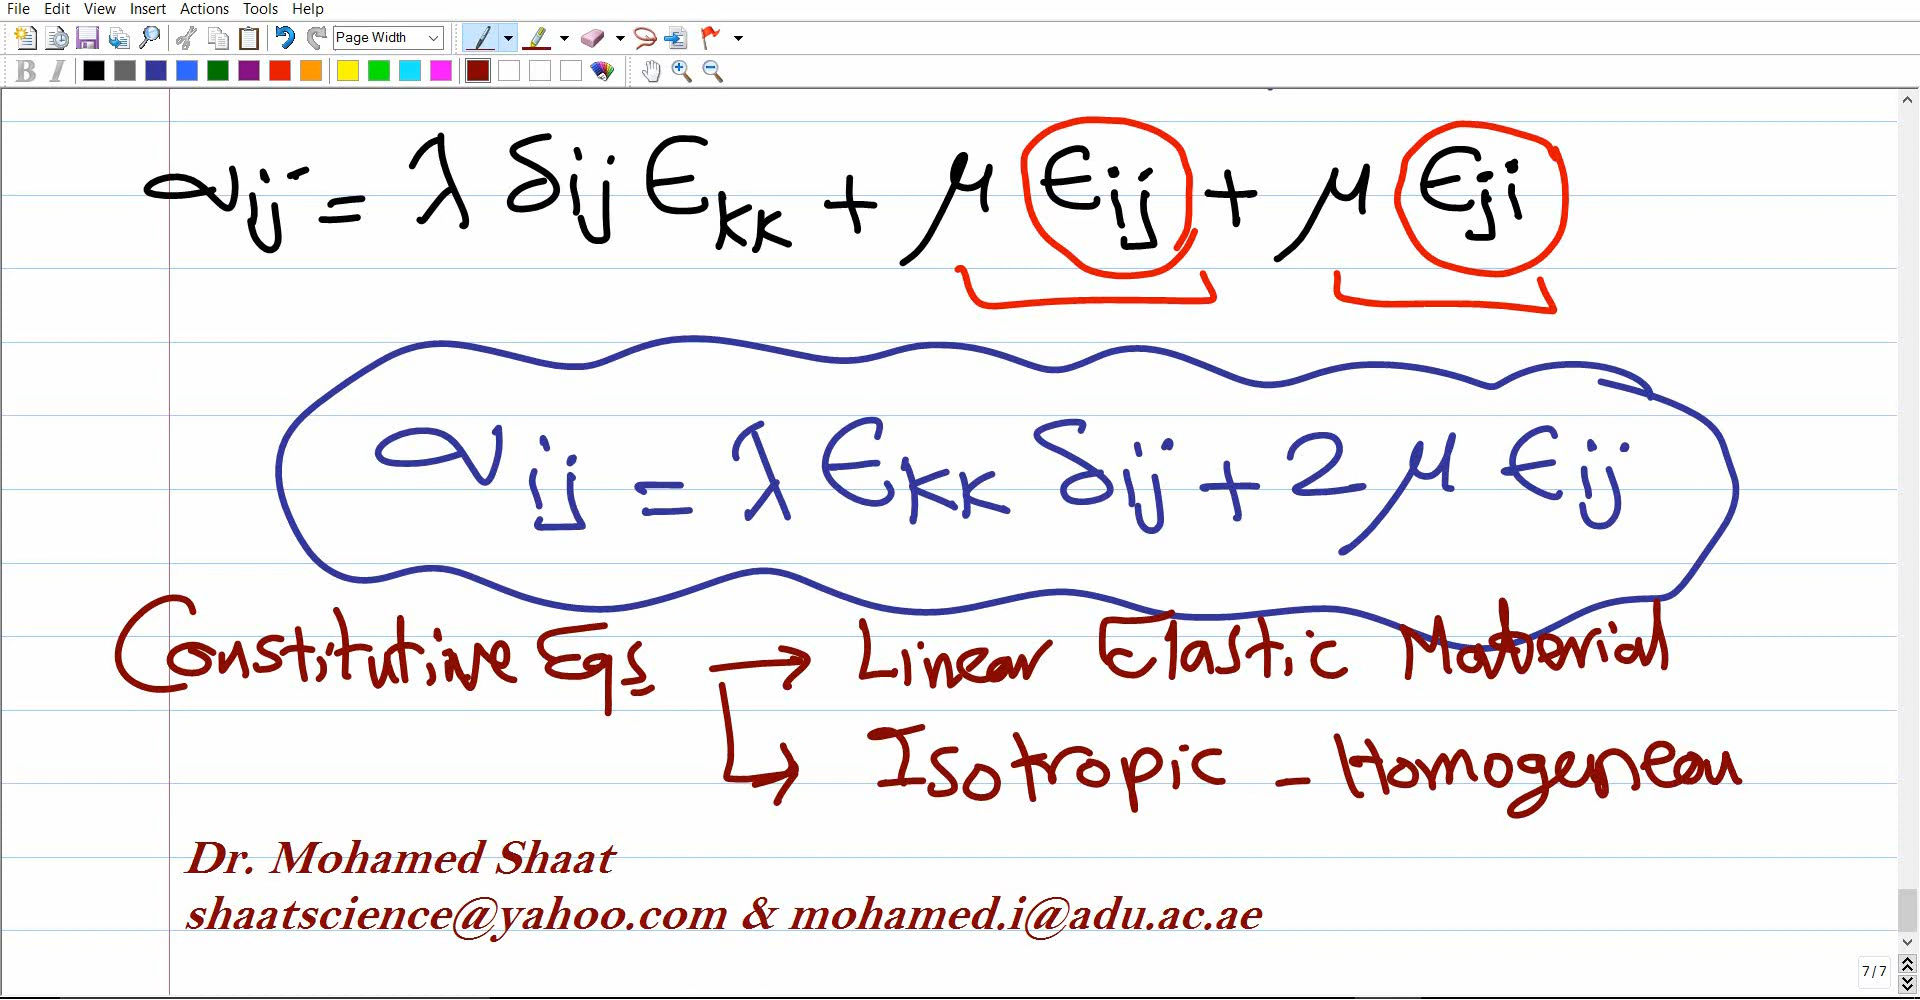 File Edit View Insert Actions Tools Help
Page Width
B I
σij = λ δij ϵkk + μ ϵij + μ ϵji
σij = λ ϵkk δij + 2 μ ϵij
Constitutive Eqs → Linear Elastic Material
↳ Isotropic - Homogeneou
Dr. Mohamed Shaat
shaatscience@yahoo.com & mohamed.i@adu.ac.ae
7/7